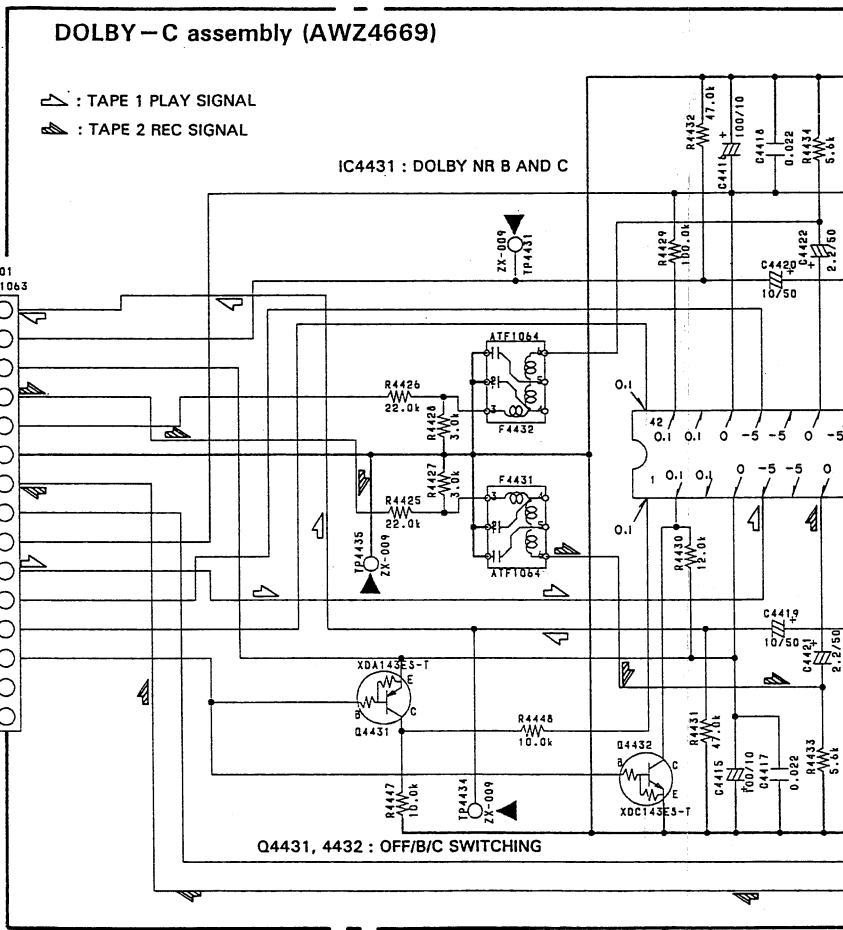 DOLBY–C assembly (AWZ4669)
: TAPE 1 PLAY SIGNAL
: TAPE 2 REC SIGNAL
IC4431 : DOLBY NR B AND C
R4432
47.0k
C4416
+
100/10
C4418
0.022
R4434
5.6k
ZX-009
TP4431
R4429
100.0k
C4420
+
10/50
C4422
+
2.2/50
01
1063
ATF1064
F4432
R4426
22.0k
R4428
3.0k
R4427
3.0k
R4425
22.0k
3
F4431
3
ATF1064
0.1
42
0.1
0.1
0
-5
-5
0
-5
1
0.1
0.1
0
-5
-5
0
0.1
TP4435
ZX-009
R4430
12.0k
C4419
+
10/50
C4421
+
2.2/50
XDA143ES-T
E
B
C
Q4431
R4448
10.0k
Q4432
B
C
E
XDC143ES-T
R4431
47.0k
C4415
+
100/10
C4417
0.022
R4433
5.6k
R4447
10.0k
TP4434
ZX-009
Q4431, 4432 : OFF/B/C SWITCHING